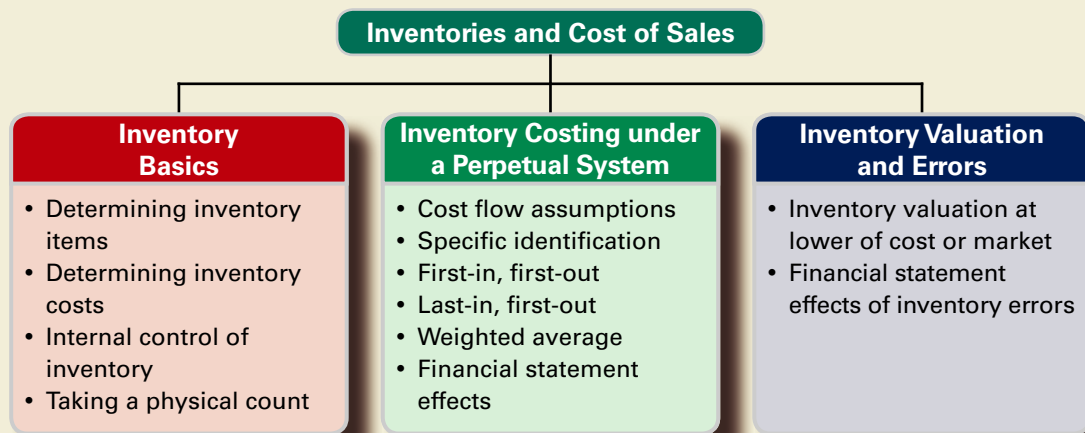 Inventories and Cost of Sales
Inventory
Basics
• Determining inventory
items
• Determining inventory
costs
• Internal control of
inventory
• Taking a physical count
Inventory Costing under
a Perpetual System
• Cost flow assumptions
• Specific identification
• First-in, first-out
• Last-in, first-out
• Weighted average
• Financial statement
effects
Inventory Valuation
and Errors
• Inventory valuation at
lower of cost or market
• Financial statement
effects of inventory errors